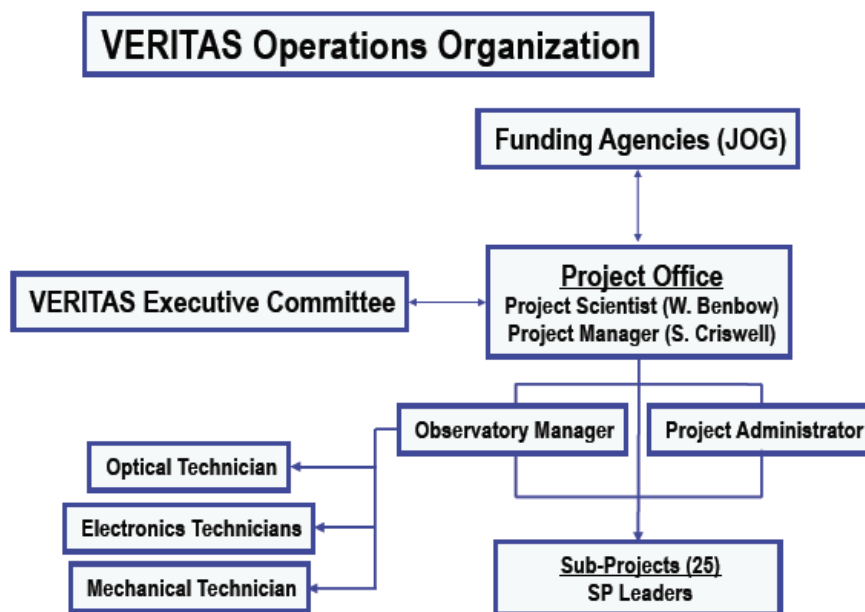 VERITAS Operations Organization
Funding Agencies (JOG)
Project Office
Project Scientist (W. Benbow)
Project Manager (S. Criswell)
VERITAS Executive Committee
Observatory Manager
Project Administrator
Optical Technician
Electronics Technicians
Mechanical Technician
Sub-Projects (25)
SP Leaders